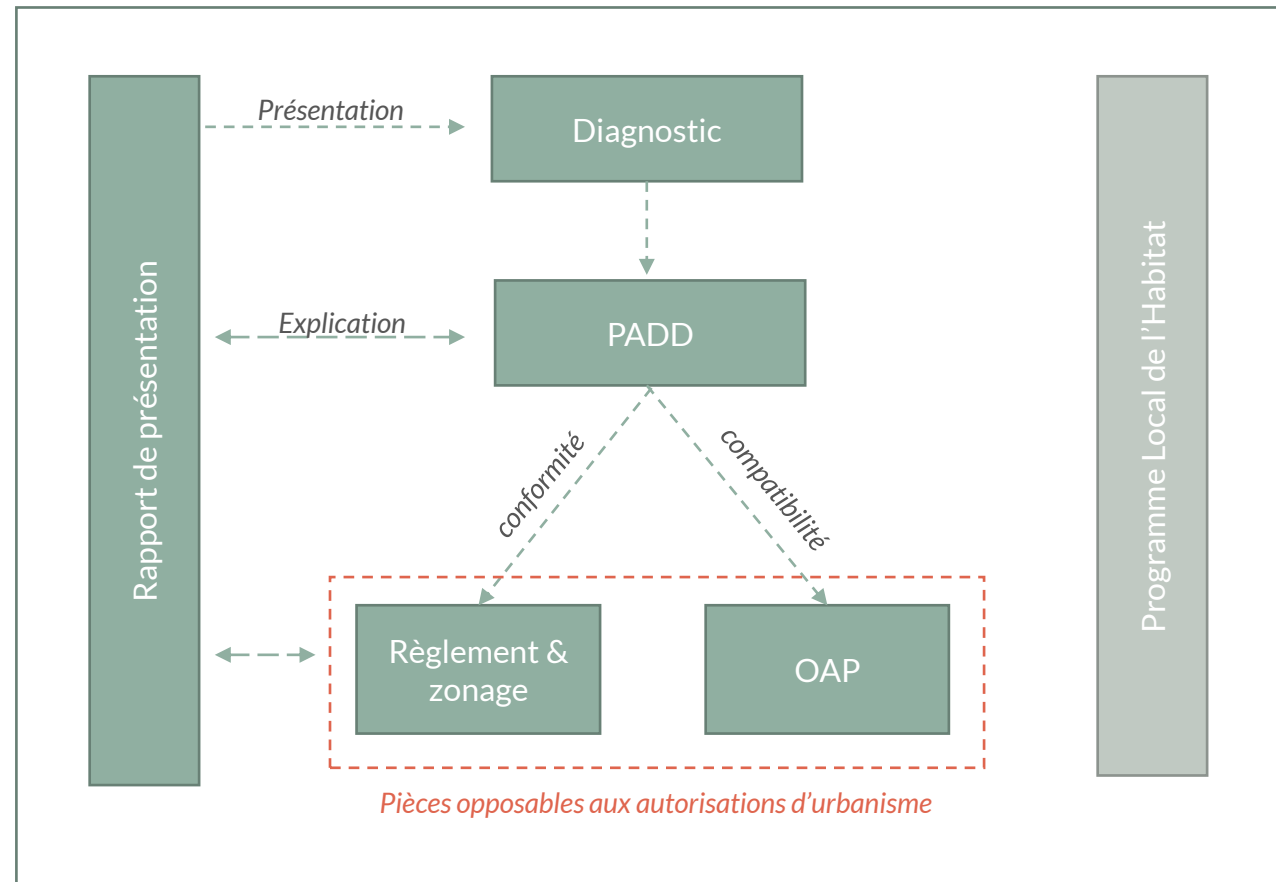 Présentation
Diagnostic
Rapport de présentation
Explication
PADD
Programme Local de l’Habitat
conformité
compatibilité
Règlement &
zonage
OAP
Pièces opposables aux autorisations d’urbanisme